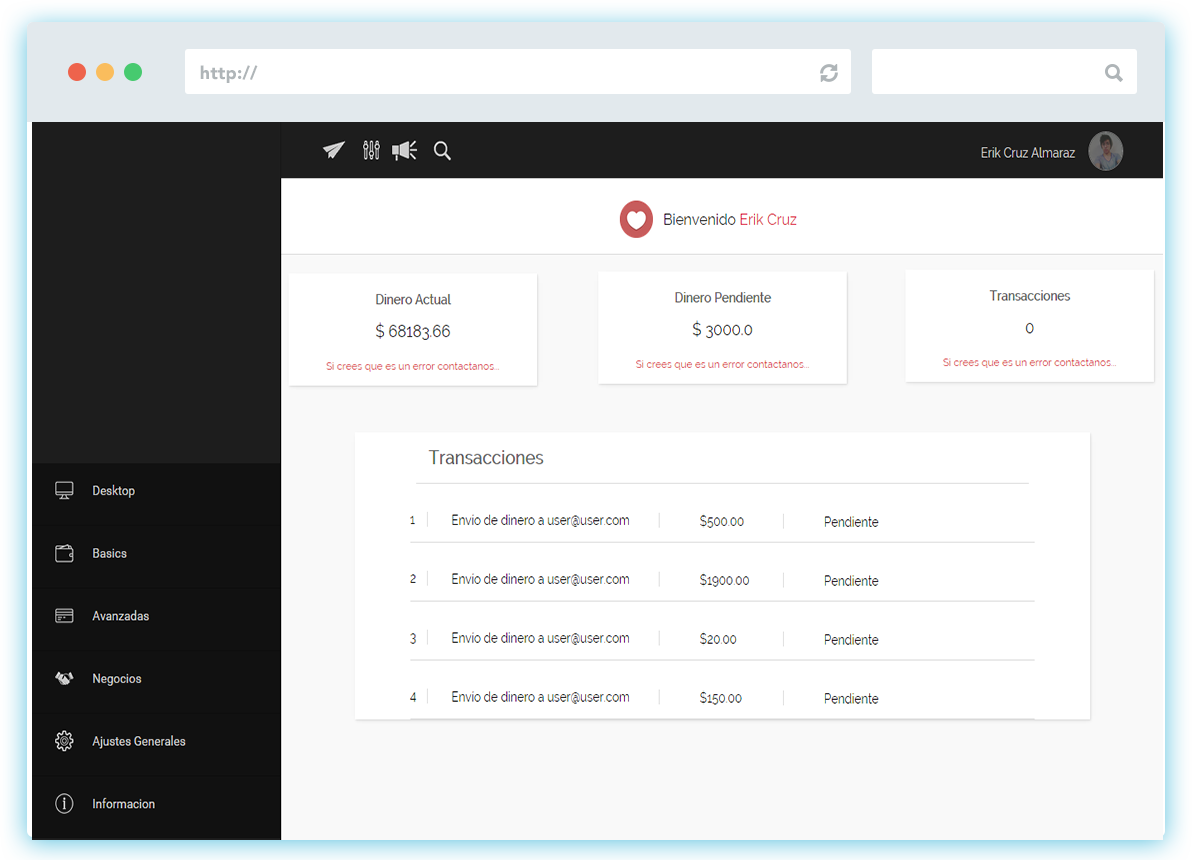 http://
Erik Cruz Almaraz
Bienvenido Erik Cruz
Dinero Actual
$ 68183.66
Si crees que es un error contactanos...
Dinero Pendiente
$ 3000.0
Si crees que es un error contactanos...
Transacciones
0
Si crees que es un error contactanos...
Desktop
Basics
Avanzadas
Negocios
Ajustes Generales
Informacion
Transacciones
1 Envio de dinero a user@user.com $500.00 Pendiente
2 Envio de dinero a user@user.com $1900.00 Pendiente
3 Envio de dinero a user@user.com $20.00 Pendiente
4 Envio de dinero a user@user.com $150.00 Pendiente